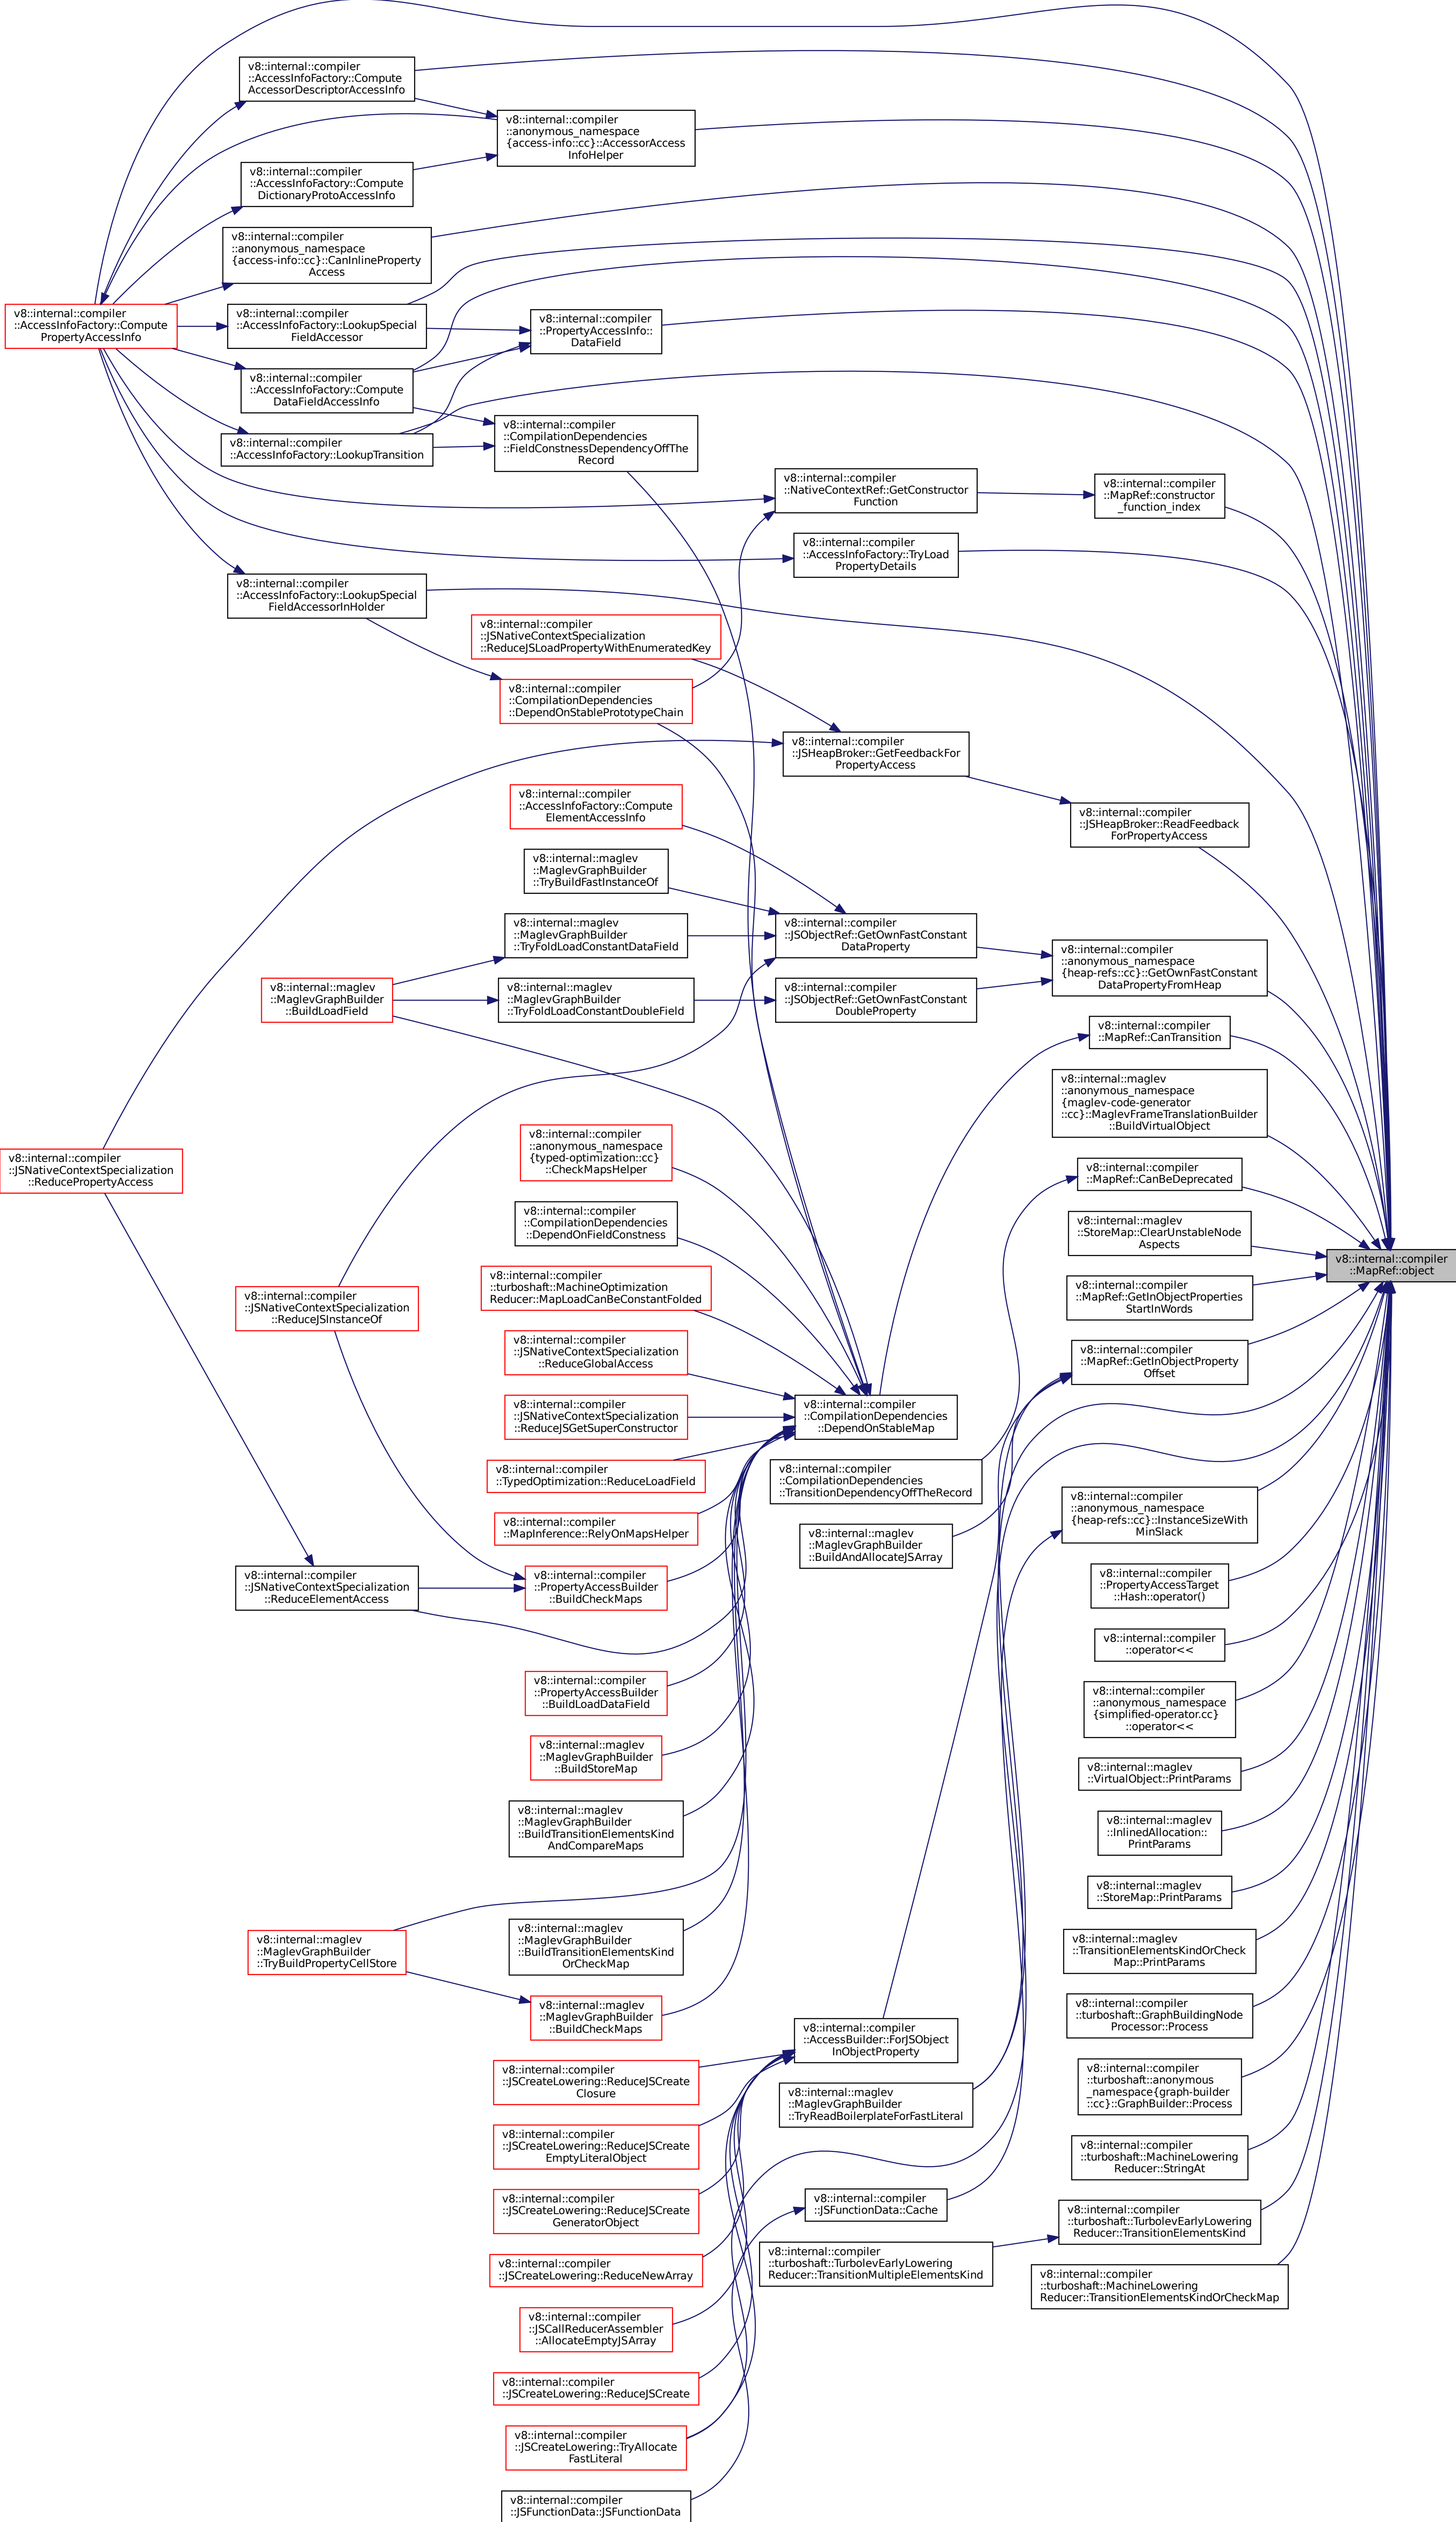 v8::internal::compiler
::AccessInfoFactory::Compute
AccessorDescriptorAccessInfo
v8::internal::compiler
::anonymous_namespace
{access-info::cc}::AccessorAccess
InfoHelper
v8::internal::compiler
::AccessInfoFactory::Compute
DictionaryProtoAccessInfo
v8::internal::compiler
::anonymous_namespace
{access-info::cc}::CanInlineProperty
Access
v8::internal::compiler
::AccessInfoFactory::Compute
PropertyAccessInfo
v8::internal::compiler
::AccessInfoFactory::LookupSpecial
FieldAccessor
v8::internal::compiler
::PropertyAccessInfo::
DataField
v8::internal::compiler
::AccessInfoFactory::Compute
DataFieldAccessInfo
v8::internal::compiler
::AccessInfoFactory::LookupTransition
v8::internal::compiler
::CompilationDependencies
::FieldConstnessDependencyOffThe
Record
v8::internal::compiler
::NativeContextRef::GetConstructor
Function
v8::internal::compiler
::MapRef::constructor
_function_index
v8::internal::compiler
::AccessInfoFactory::TryLoad
PropertyDetails
v8::internal::compiler
::AccessInfoFactory::LookupSpecial
FieldAccessorInHolder
v8::internal::compiler
::JSNativeContextSpecialization
::ReduceJSLoadPropertyWithEnumeratedKey
v8::internal::compiler
::CompilationDependencies
::DependOnStablePrototypeChain
v8::internal::compiler
::JSHeapBroker::GetFeedbackFor
PropertyAccess
v8::internal::compiler
::AccessInfoFactory::Compute
ElementAccessInfo
v8::internal::compiler
::JSHeapBroker::ReadFeedback
ForPropertyAccess
v8::internal::maglev
::MaglevGraphBuilder
::TryBuildFastInstanceOf
v8::internal::maglev
::MaglevGraphBuilder
::TryFoldLoadConstantDataField
v8::internal::compiler
::JSObjectRef::GetOwnFastConstant
DataProperty
v8::internal::compiler
::anonymous_namespace
{heap-refs::cc}::GetOwnFastConstant
DataPropertyFromHeap
v8::internal::maglev
::MaglevGraphBuilder
::BuildLoadField
v8::internal::maglev
::MaglevGraphBuilder
::TryFoldLoadConstantDoubleField
v8::internal::compiler
::JSObjectRef::GetOwnFastConstant
DoubleProperty
v8::internal::compiler
::MapRef::CanTransition
v8::internal::maglev
::anonymous_namespace
{maglev-code-generator
::cc}::MaglevFrameTranslationBuilder
::BuildVirtualObject
v8::internal::compiler
::anonymous_namespace
{typed-optimization::cc}
::CheckMapsHelper
v8::internal::compiler
::JSNativeContextSpecialization
::ReducePropertyAccess
v8::internal::compiler
::MapRef::CanBeDeprecated
v8::internal::compiler
::CompilationDependencies
::DependOnFieldConstness
v8::internal::maglev
::StoreMap::ClearUnstableNode
Aspects
v8::internal::compiler
::MapRef::object
v8::internal::compiler
::turboshaft::MachineOptimization
Reducer::MapLoadCanBeConstantFolded
v8::internal::compiler
::MapRef::GetInObjectProperties
StartInWords
v8::internal::compiler
::JSNativeContextSpecialization
::ReduceJSInstanceOf
v8::internal::compiler
::JSNativeContextSpecialization
::ReduceGlobalAccess
v8::internal::compiler
::MapRef::GetInObjectProperty
Offset
v8::internal::compiler
::JSNativeContextSpecialization
::ReduceJSGetSuperConstructor
v8::internal::compiler
::CompilationDependencies
::DependOnStableMap
v8::internal::compiler
::TypedOptimization::ReduceLoadField
v8::internal::compiler
::CompilationDependencies
::TransitionDependencyOffTheRecord
v8::internal::compiler
::anonymous_namespace
{heap-refs::cc}::InstanceSizeWith
MinSlack
v8::internal::compiler
::MapInference::RelyOnMapsHelper
v8::internal::maglev
::MaglevGraphBuilder
::BuildAndAllocateJSArray
v8::internal::compiler
::JSNativeContextSpecialization
::ReduceElementAccess
v8::internal::compiler
::PropertyAccessBuilder
::BuildCheckMaps
v8::internal::compiler
::PropertyAccessTarget
::Hash::operator()
v8::internal::compiler
::operator<<
v8::internal::compiler
::PropertyAccessBuilder
::BuildLoadDataField
v8::internal::compiler
::anonymous_namespace
{simplified-operator.cc}
::operator<<
v8::internal::maglev
::MaglevGraphBuilder
::BuildStoreMap
v8::internal::maglev
::VirtualObject::PrintParams
v8::internal::maglev
::MaglevGraphBuilder
::BuildTransitionElementsKind
AndCompareMaps
v8::internal::maglev
::InlinedAllocation::
PrintParams
v8::internal::maglev
::StoreMap::PrintParams
v8::internal::maglev
::MaglevGraphBuilder
::TryBuildPropertyCellStore
v8::internal::maglev
::MaglevGraphBuilder
::BuildTransitionElementsKind
OrCheckMap
v8::internal::maglev
::TransitionElementsKindOrCheck
Map::PrintParams
v8::internal::maglev
::MaglevGraphBuilder
::BuildCheckMaps
v8::internal::compiler
::turboshaft::GraphBuildingNode
Processor::Process
v8::internal::compiler
::AccessBuilder::ForJSObject
InObjectProperty
v8::internal::compiler
::JSCreateLowering::ReduceJSCreate
Closure
v8::internal::compiler
::turboshaft::anonymous
_namespace{graph-builder
::cc}::GraphBuilder::Process
v8::internal::maglev
::MaglevGraphBuilder
::TryReadBoilerplateForFastLiteral
v8::internal::compiler
::JSCreateLowering::ReduceJSCreate
EmptyLiteralObject
v8::internal::compiler
::turboshaft::MachineLowering
Reducer::StringAt
v8::internal::compiler
::JSCreateLowering::ReduceJSCreate
GeneratorObject
v8::internal::compiler
::JSFunctionData::Cache
v8::internal::compiler
::turboshaft::TurbolevEarlyLowering
Reducer::TransitionElementsKind
v8::internal::compiler
::JSCreateLowering::ReduceNewArray
v8::internal::compiler
::turboshaft::TurbolevEarlyLowering
Reducer::TransitionMultipleElementsKind
v8::internal::compiler
::turboshaft::MachineLowering
Reducer::TransitionElementsKindOrCheckMap
v8::internal::compiler
::JSCallReducerAssembler
::AllocateEmptyJSArray
v8::internal::compiler
::JSCreateLowering::ReduceJSCreate
v8::internal::compiler
::JSCreateLowering::TryAllocate
FastLiteral
v8::internal::compiler
::JSFunctionData::JSFunctionData